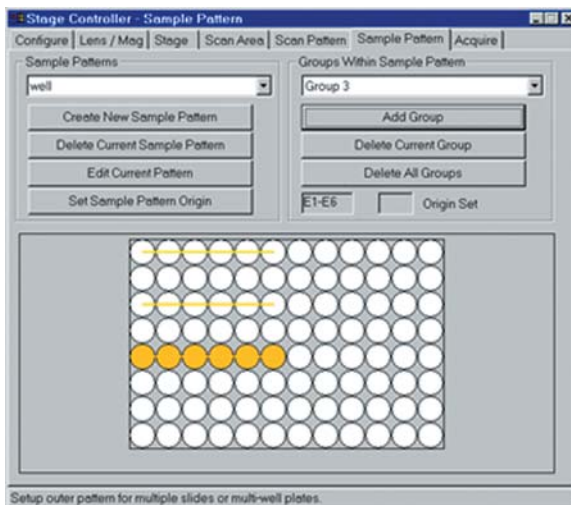 Stage Controller - Sample Pattern
Configure | Lens / Mag | Stage | Scan Area | Scan Pattern | Sample Pattern | Acquire
Sample Patterns
well
Create New Sample Pattern
Delete Current Sample Pattern
Edit Current Pattern
Set Sample Pattern Origin
Groups Within Sample Pattern
Group 3
Add Group
Delete Current Group
Delete All Groups
E1-E6
Origin Set
Setup outer pattern for multiple slides or multi-well plates.